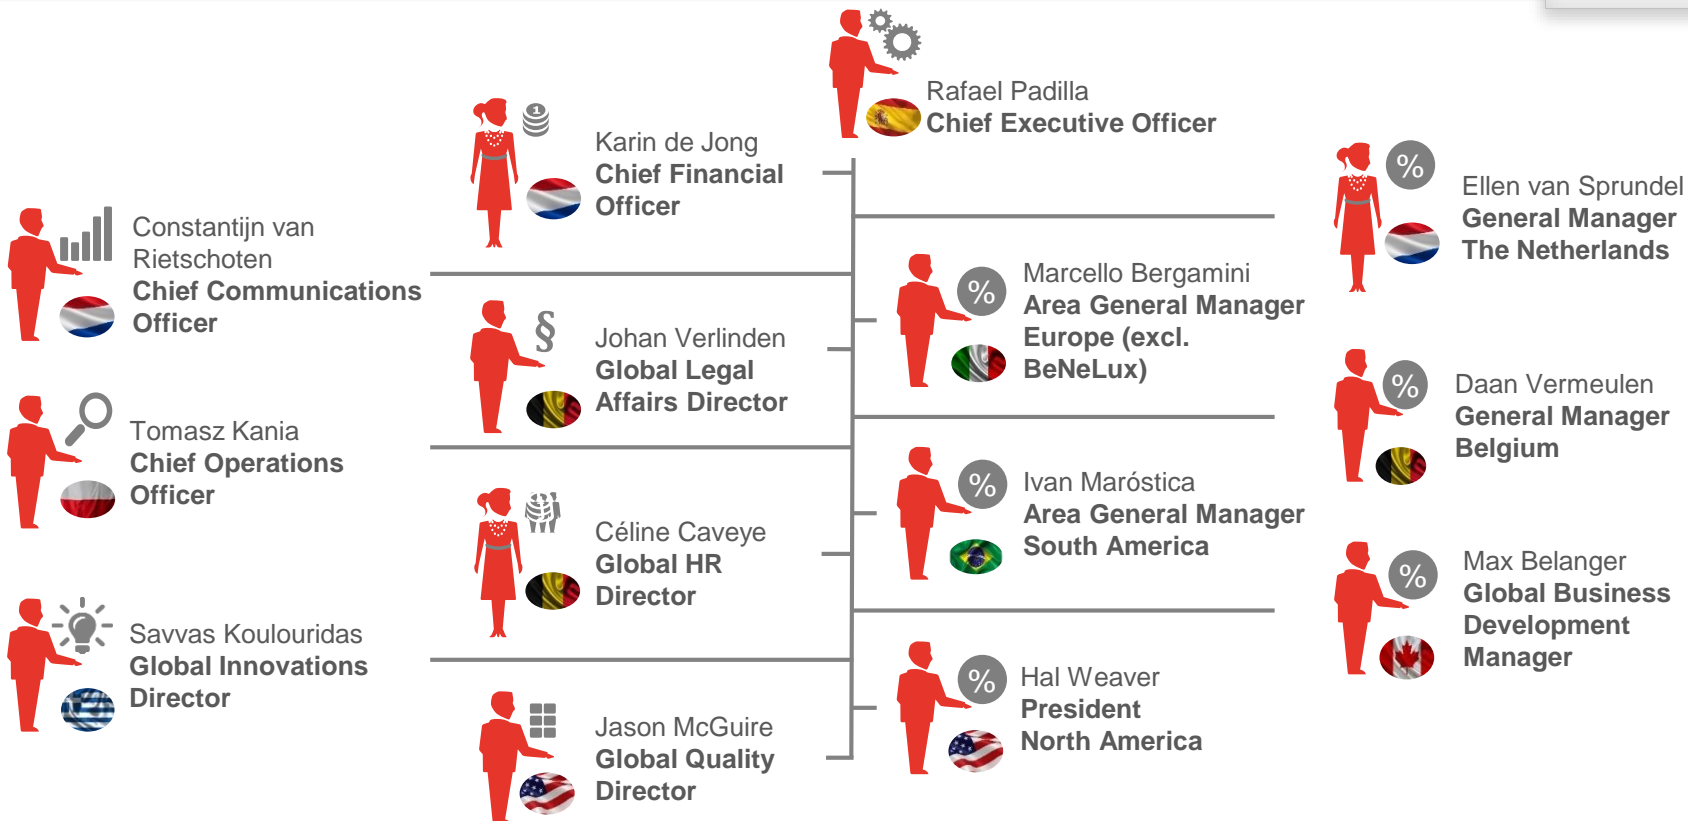 Rafael Padilla
Chief Executive Officer
Karin de Jong
Chief Financial
Officer
1
%
Ellen van Sprundel
General Manager
The Netherlands
Constantijn van
Rietschoten
Chief Communications
Officer
Marcello Bergamini
Area General Manager
Europe (excl.
BeNeLux)
%
Johan Verlinden
Global Legal
Affairs Director
§
Daan Vermeulen
General Manager
Belgium
%
Tomasz Kania
Chief Operations
Officer
Ivan Maróstica
Area General Manager
South America
%
Céline Caveye
Global HR
Director
Max Belanger
Global Business
Development
Manager
%
Savvas Koulouridas
Global Innovations
Director
Hal Weaver
President
North America
%
Jason McGuire
Global Quality
Director